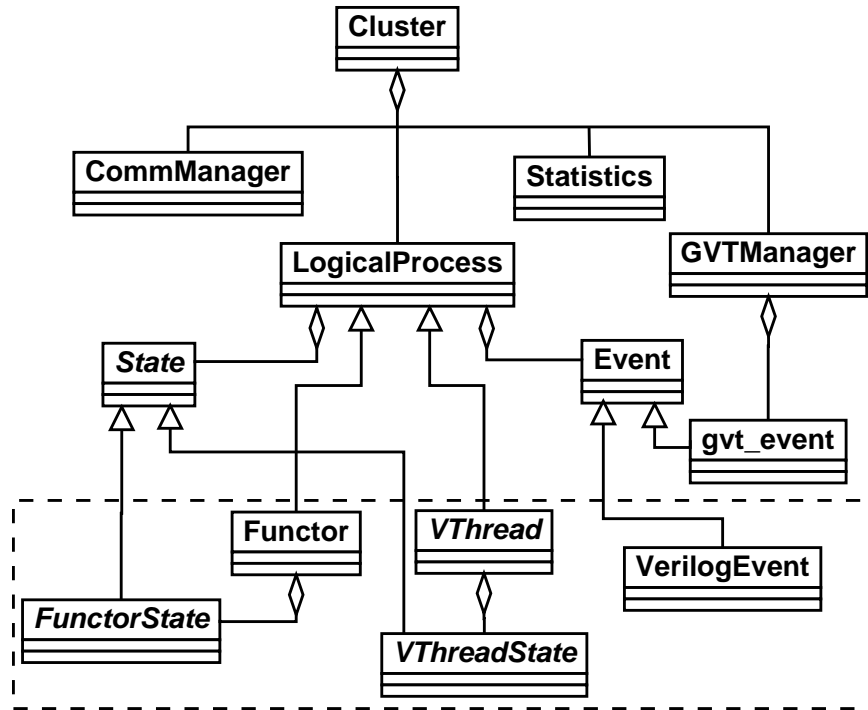 Cluster
CommManager
Statistics
GVTManager
LogicalProcess
State
Event
gvt_event
Functor
VThread
VerilogEvent
FunctorState
VThreadState